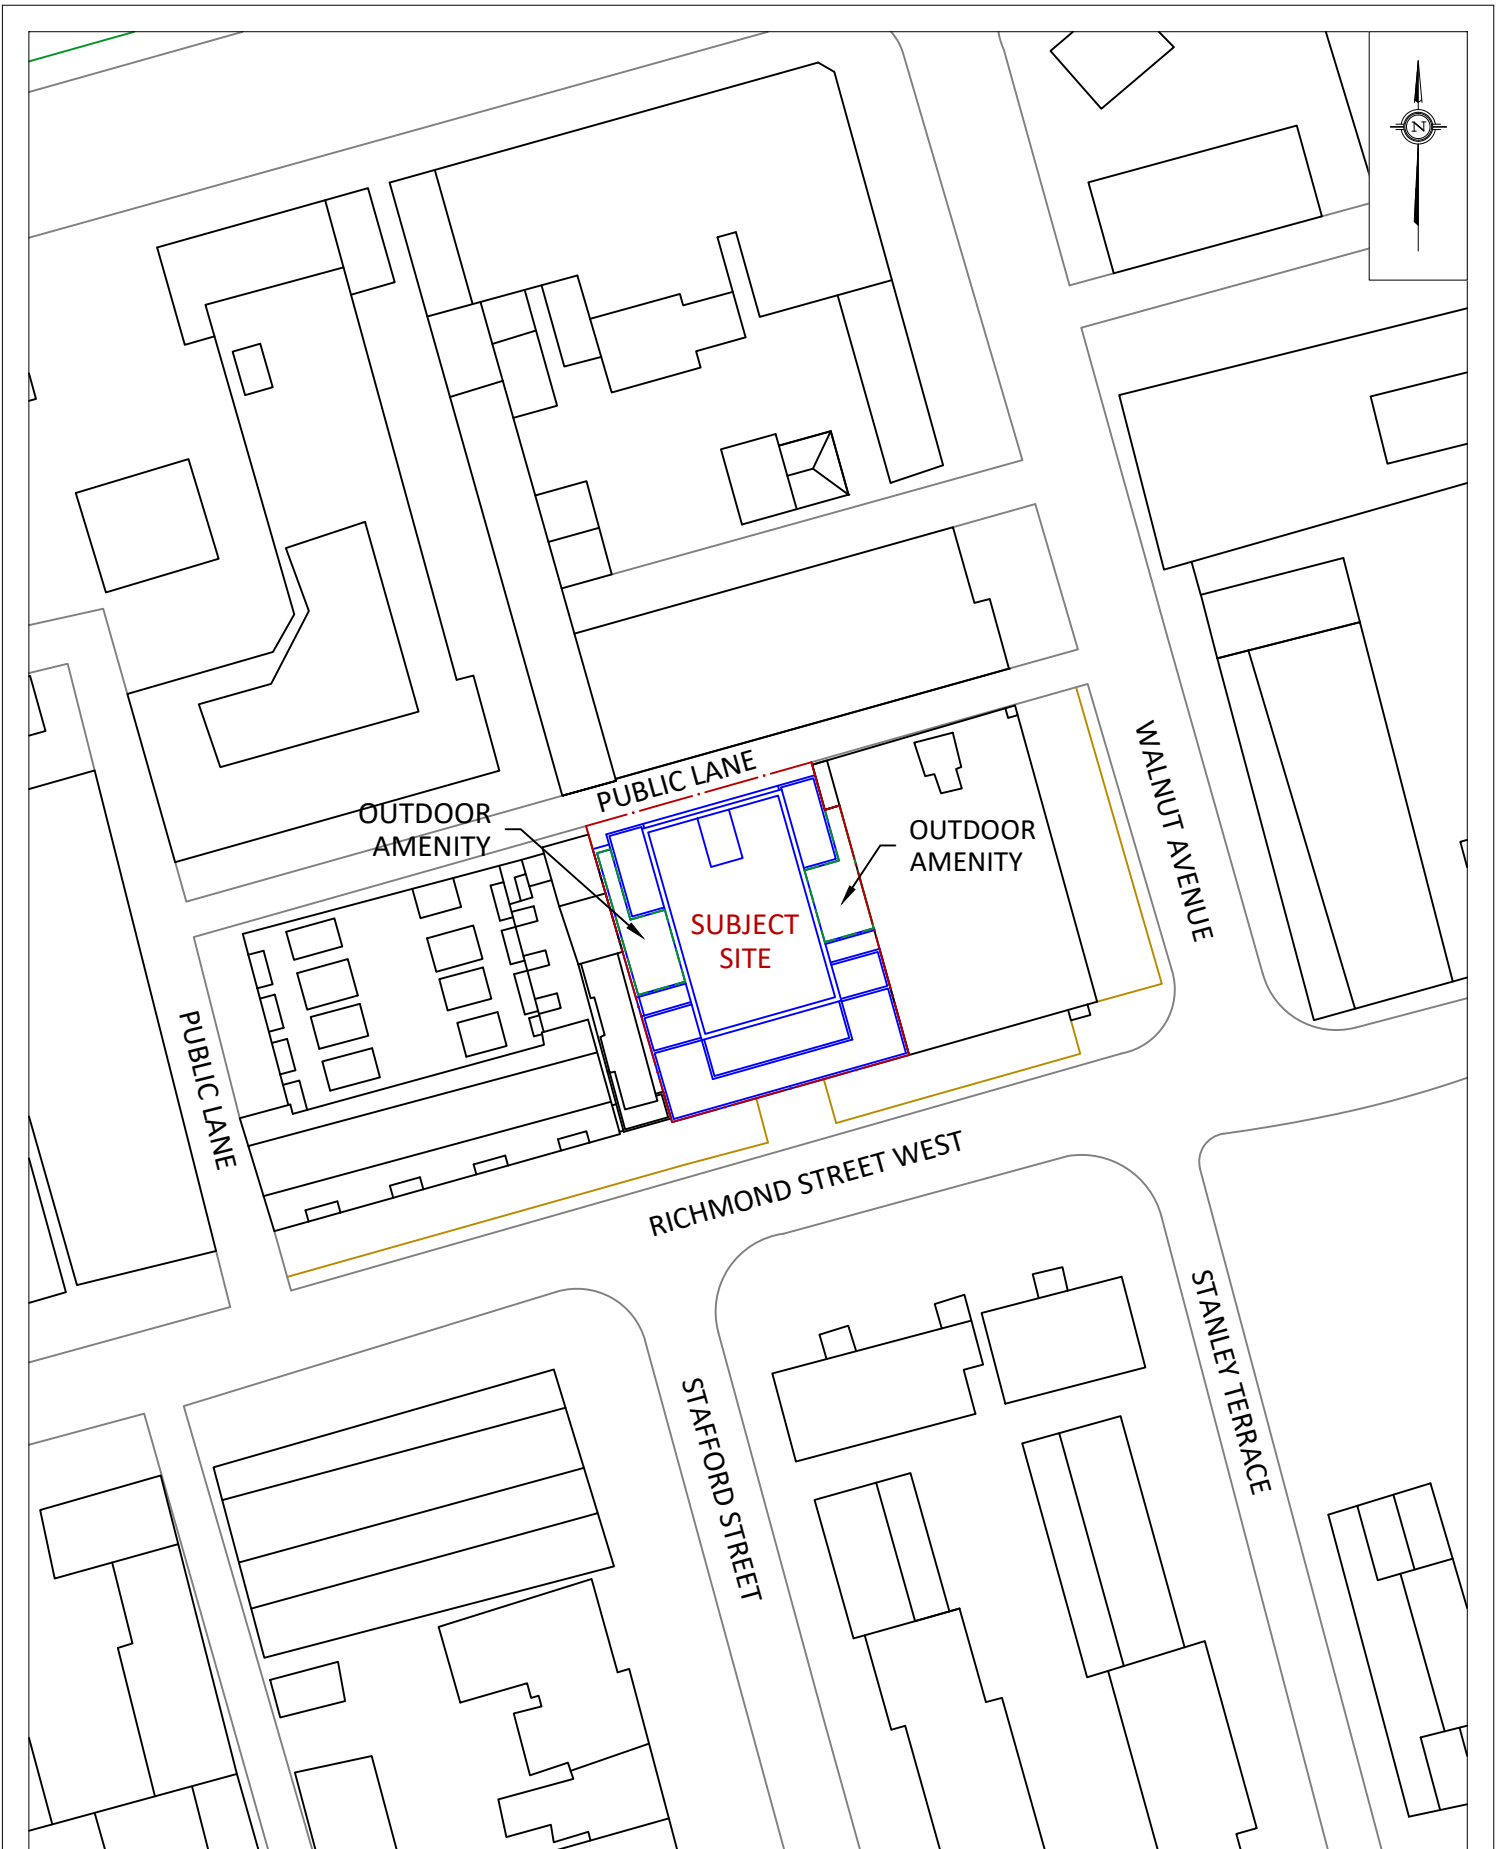 N
WALNUT AVENUE
PUBLIC LANE
OUTDOOR
AMENITY
OUTDOOR
AMENITY
SUBJECT
SITE
PUBLIC LANE
RICHMOND STREET WEST
STANLEY TERRACE
STAFFORD STREET